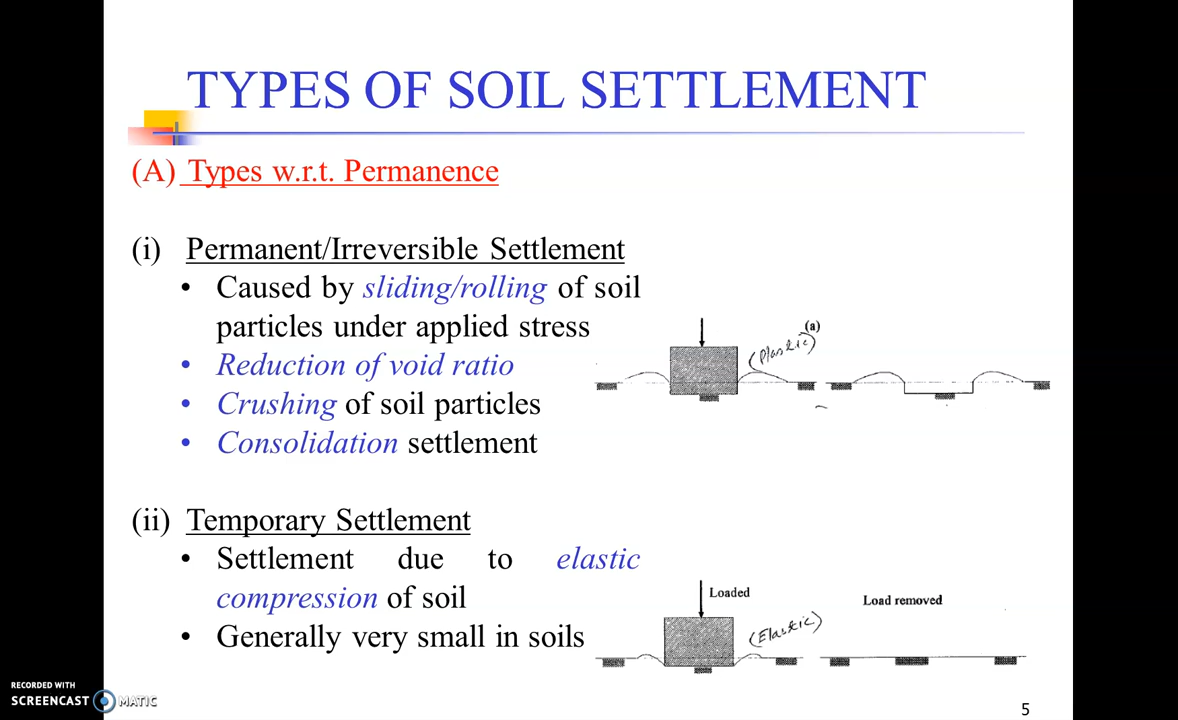 TYPES OF SOIL SETTLEMENT
(A) Types w.r.t. Permanence
(i) Permanent/Irreversible Settlement
• Caused by sliding/rolling of soil
particles under applied stress
• Reduction of void ratio
• Crushing of soil particles
• Consolidation settlement
(a)
(Plastic)
(ii) Temporary Settlement
• Settlement due to elastic
compression of soil
• Generally very small in soils
Loaded
Load removed
(Elastic)
RECORDED WITH
SCREENCAST MATIC
5